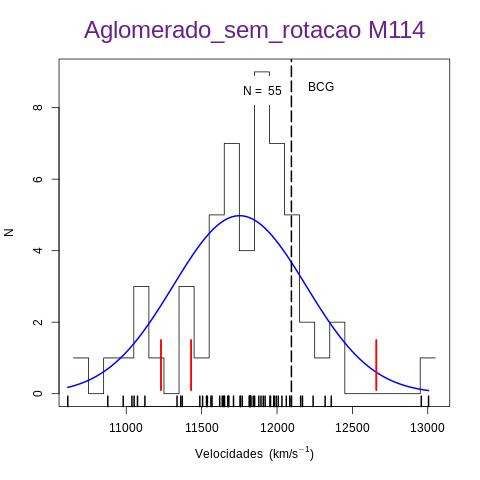 Aglomerado_sem_rotacao M114
N = 55
BCG
8
6
4
2
0
N
11000 11500 12000 12500 13000
Velocidades (km/s⁻¹)